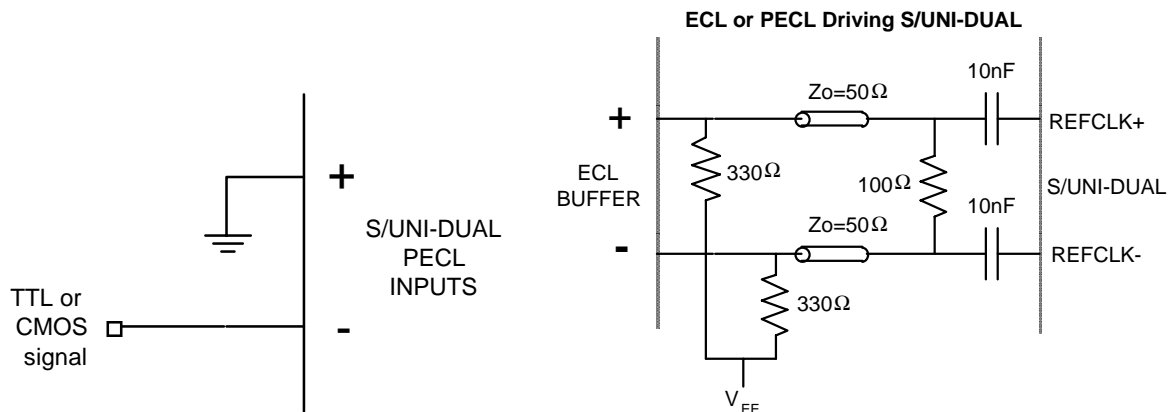 +
S/UNI-DUAL
PECL
INPUTS
TTL or
CMOS
signal
-
ECL or PECL Driving S/UNI-DUAL
10nF
Zo=50Ω
+
REFCLK+
330Ω
ECL
BUFFER
100Ω
S/UNI-DUAL
10nF
Zo=50Ω
-
REFCLK-
330Ω
VEE